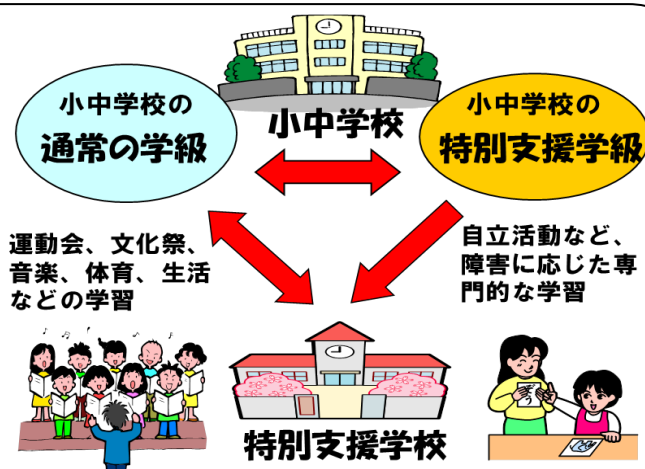 小中学校の
通常の学級
小中学校
小中学校の
特別支援学級
運動会、文化祭、
音楽、体育、生活
などの学習
自立活動など、
障害に応じた専
門的な学習
特別支援学校